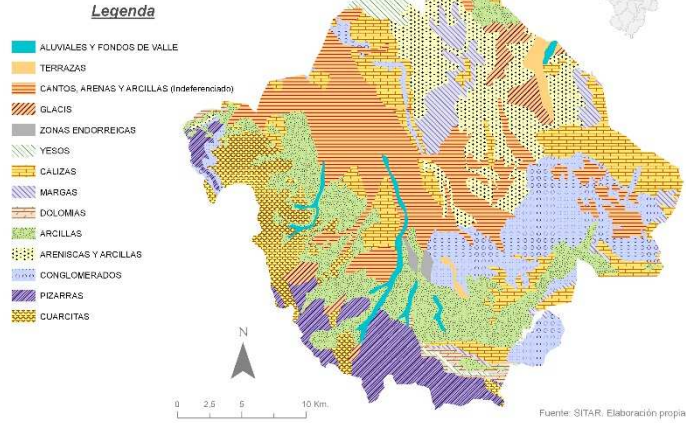 Leqenda
ALUVIALES Y FONDOS DE VALLE
TERRAZAS
CANTOS, ARENAS Y ARCILLAS (Indeferenciado)
GLACIS
ZONAS ENDORREICAS
YESOS
CALIZAS
MARGAS
DOLOMIAS
ARCILLAS
ARENISCAS Y ARCILLAS
CONGLOMERADOS
PIZARRAS
CUARCITAS
N
0 2,5 5 10 Km.
Fuente: SITAR. Elaboración propia